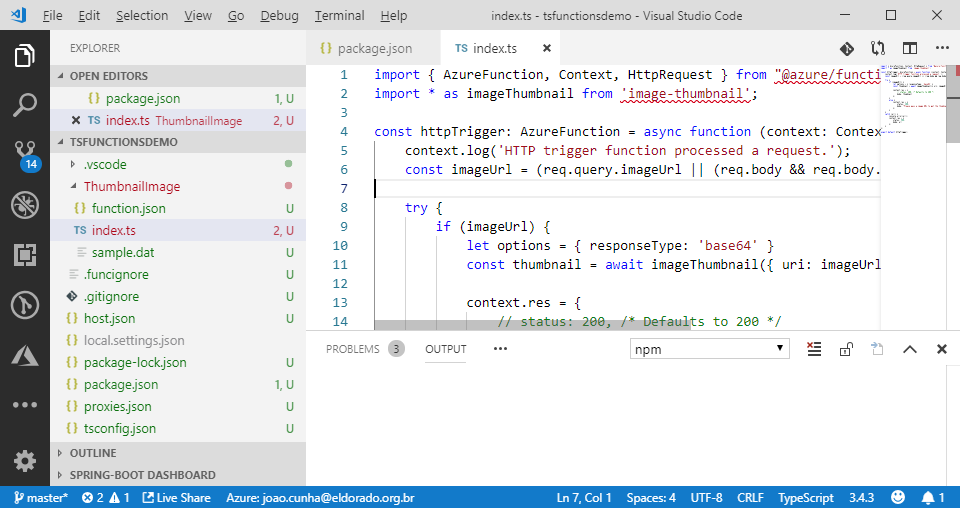 File Edit Selection View Go Debug Terminal Help index.ts - tsfunctionsdemo - Visual Studio Code
EXPLORER
OPEN EDITORS
{} package.json 1, U
TS index.ts ThumbnailImage 2, U
TSFUNCTIONSDEMO
.vscode
ThumbnailImage
{} function.json U
TS index.ts 2, U
sample.dat U
.funcignore U
.gitignore U
{} host.json U
{} local.settings.json
{} package-lock.json U
{} package.json 1, U
{} proxies.json U
{} tsconfig.json U
OUTLINE
SPRING-BOOT DASHBOARD
14
{} package.json TS index.ts
1 import { AzureFunction, Context, HttpRequest } from "@azure/functi
2 import * as imageThumbnail from 'image-thumbnail';
3
4 const httpTrigger: AzureFunction = async function (context: Contex
5 context.log('HTTP trigger function processed a request.');
6 const imageUrl = (req.query.imageUrl || (req.body && req.body.
7
8 try {
9 if (imageUrl) {
10 let options = { responseType: 'base64' }
11 const thumbnail = await imageThumbnail({ uri: imageUrl
12
13 context.res = {
14 // status: 200, /* Defaults to 200 */
PROBLEMS 3 OUTPUT ••• npm
master* 2 1 Live Share Azure: joao.cunha@eldorado.org.br Ln 7, Col 1 Spaces: 4 UTF-8 CRLF TypeScript 3.4.3 1